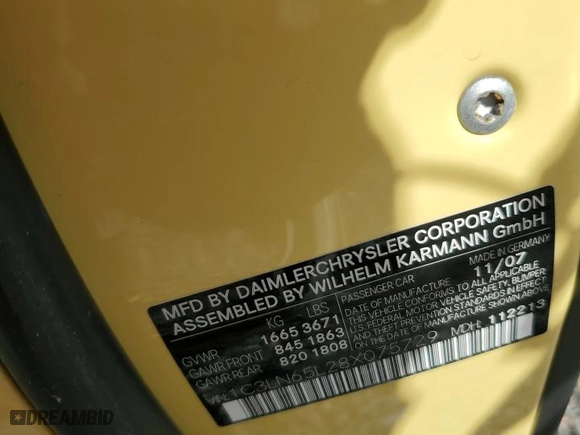 MFD BY DAIMLERCHRYSLER CORPORATION
ASSEMBLED BY WILHELM KARMANN GmbH
KG LBS PASSENGER CAR MADE IN GERMANY
GVWR 1665 3671 DATE OF MANUFACTURE 11/07
GAWR FRONT 845 1863 THIS VEHICLE CONFORMS TO ALL APPLICABLE
GAWR REAR 820 1808 U.S. FEDERAL MOTOR VEHICLE SAFETY, BUMPER,
AND THEFT PREVENTION STANDARDS IN EFFECT
ON THE DATE OF MANUFACTURE SHOWN ABOVE
VIN: 1C3LN65L28X073729 MDH: 112213
DREAMBID